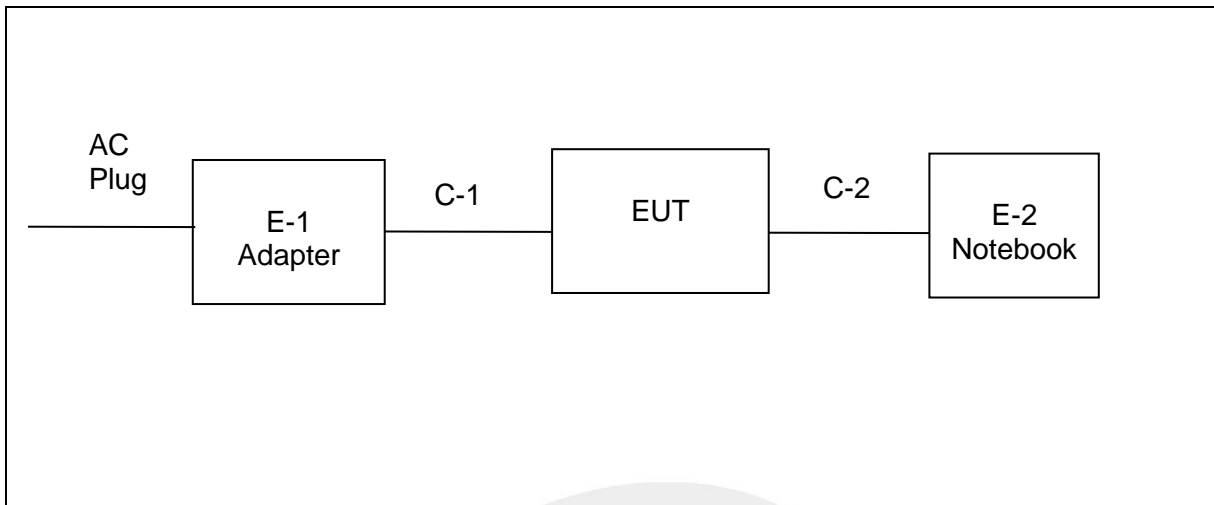 AC
Plug
E-1
Adapter
C-1
EUT
C-2
E-2
Notebook